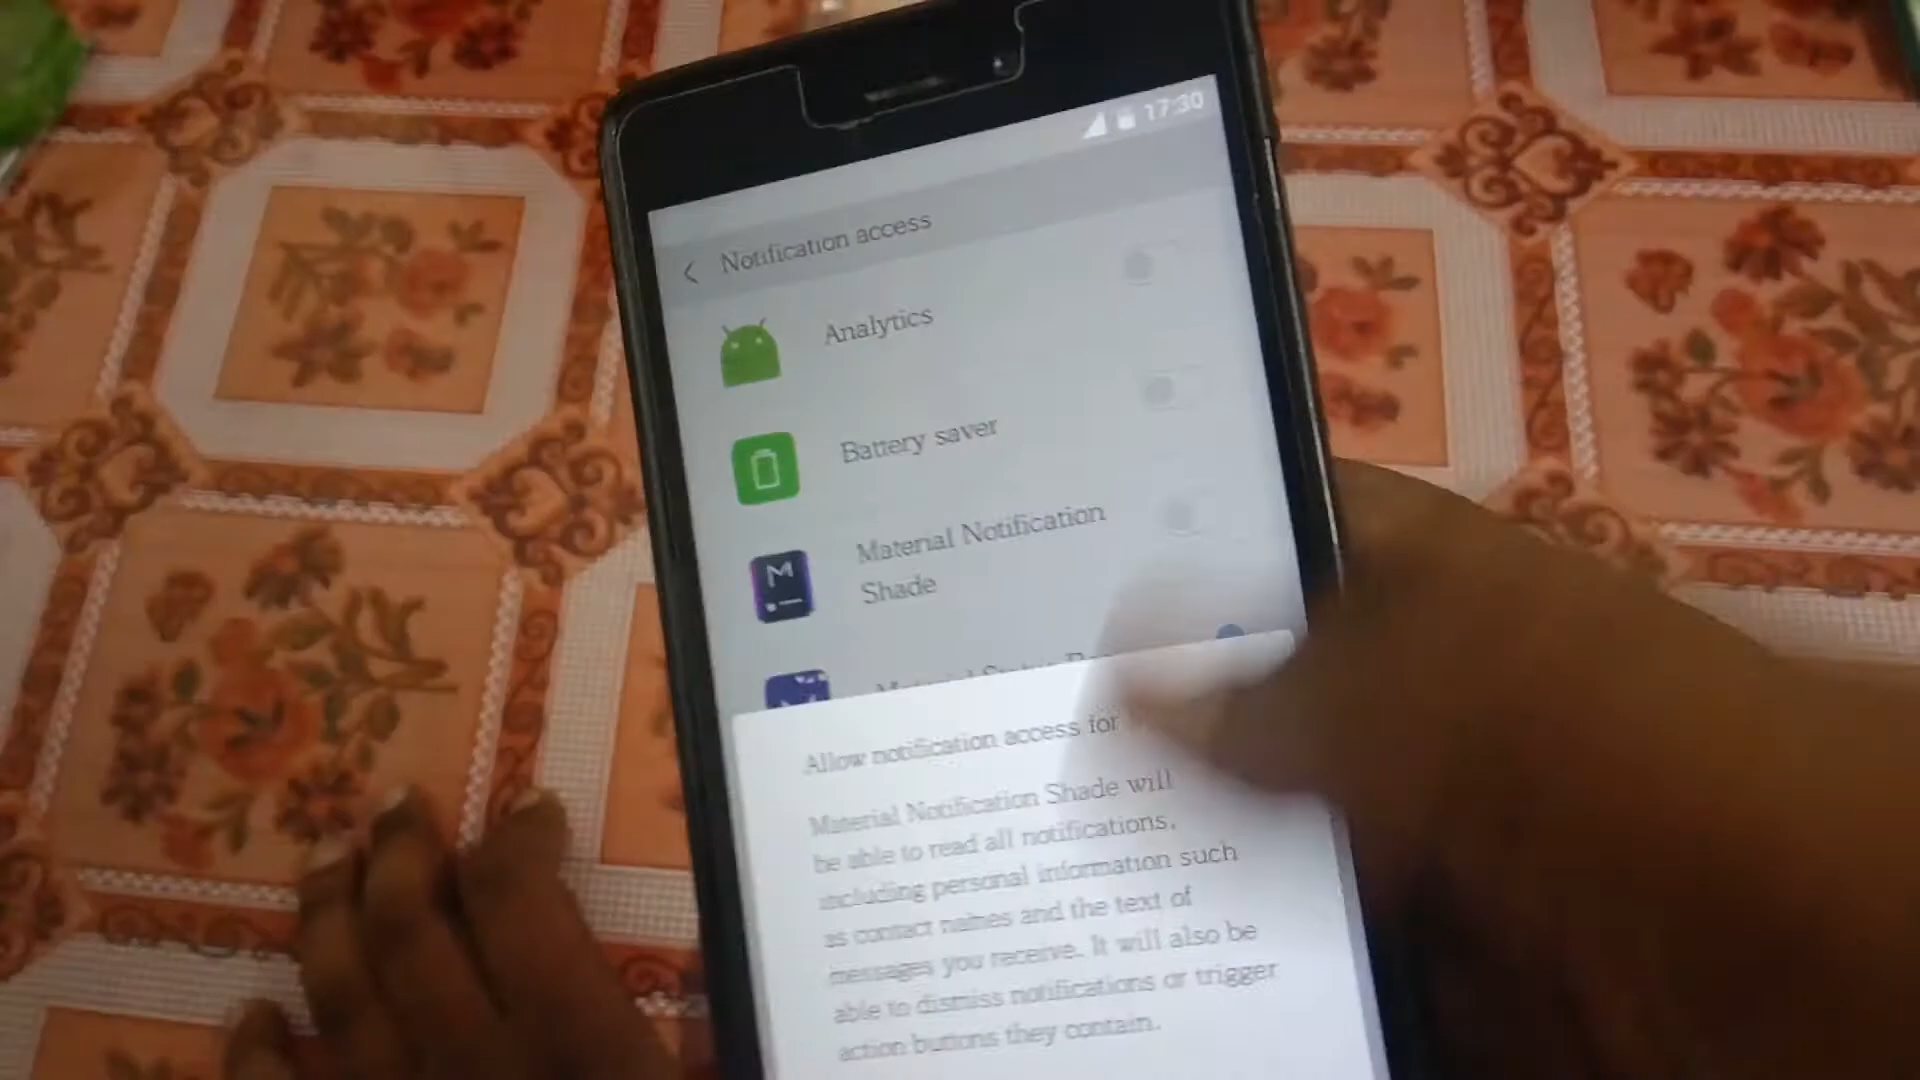 17:30
Notification access
Analytics
Battery saver
Material Notification
Shade
Material Status
Allow notification access for
Material Notification Shade will
be able to read all notifications,
including personal information such
as contact names and the text of
messages you receive. It will also be
able to dismiss notifications or trigger
action buttons they contain.